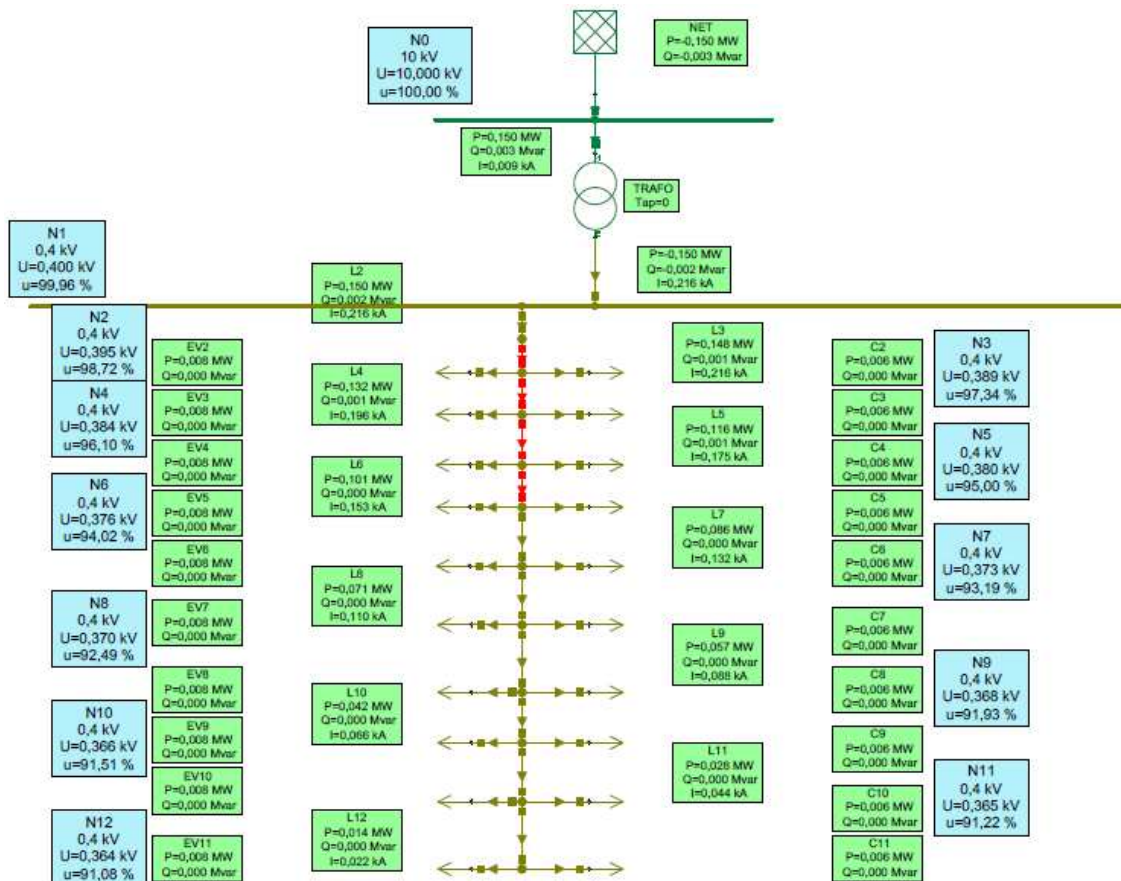 N0
10 kV
U=10,000 kV
u=100,00 %
NET
P=-0,150 MW
Q=-0,003 Mvar
P=0,150 MW
Q=0,003 Mvar
I=0,009 kA
TRAFO
Tap=0
N1
0,4 kV
U=0,400 kV
u=99,96 %
P=-0,150 MW
Q=-0,002 Mvar
I=0,216 kA
L2
P=0,150 MW
Q=0,002 Mvar
I=0,216 kA
N2
0,4 kV
U=0,395 kV
u=98,72 %
EV2
P=0,008 MW
Q=0,000 Mvar
L3
P=0,148 MW
Q=0,001 Mvar
I=0,216 kA
C2
P=0,006 MW
Q=0,000 Mvar
N3
0,4 kV
U=0,389 kV
u=97,34 %
N4
0,4 kV
U=0,384 kV
u=96,10 %
EV3
P=0,008 MW
Q=0,000 Mvar
L4
P=0,132 MW
Q=0,001 Mvar
I=0,196 kA
C3
P=0,006 MW
Q=0,000 Mvar
EV4
P=0,008 MW
Q=0,000 Mvar
L5
P=0,116 MW
Q=0,001 Mvar
I=0,175 kA
C4
P=0,006 MW
Q=0,000 Mvar
N5
0,4 kV
U=0,380 kV
u=95,00 %
N6
0,4 kV
U=0,376 kV
u=94,02 %
EV5
P=0,008 MW
Q=0,000 Mvar
L6
P=0,101 MW
Q=0,000 Mvar
I=0,153 kA
C5
P=0,006 MW
Q=0,000 Mvar
EV6
P=0,008 MW
Q=0,000 Mvar
L7
P=0,086 MW
Q=0,000 Mvar
I=0,132 kA
C6
P=0,006 MW
Q=0,000 Mvar
N7
0,4 kV
U=0,373 kV
u=93,19 %
N8
0,4 kV
U=0,370 kV
u=92,49 %
EV7
P=0,008 MW
Q=0,000 Mvar
L8
P=0,071 MW
Q=0,000 Mvar
I=0,110 kA
C7
P=0,006 MW
Q=0,000 Mvar
EV8
P=0,008 MW
Q=0,000 Mvar
L9
P=0,057 MW
Q=0,000 Mvar
I=0,088 kA
C8
P=0,006 MW
Q=0,000 Mvar
N9
0,4 kV
U=0,368 kV
u=91,93 %
N10
0,4 kV
U=0,366 kV
u=91,51 %
EV9
P=0,008 MW
Q=0,000 Mvar
L10
P=0,042 MW
Q=0,000 Mvar
I=0,066 kA
C9
P=0,006 MW
Q=0,000 Mvar
EV10
P=0,008 MW
Q=0,000 Mvar
L11
P=0,028 MW
Q=0,000 Mvar
I=0,044 kA
C10
P=0,006 MW
Q=0,000 Mvar
N11
0,4 kV
U=0,365 kV
u=91,22 %
N12
0,4 kV
U=0,364 kV
u=91,08 %
EV11
P=0,008 MW
Q=0,000 Mvar
L12
P=0,014 MW
Q=0,000 Mvar
I=0,022 kA
C11
P=0,006 MW
Q=0,000 Mvar